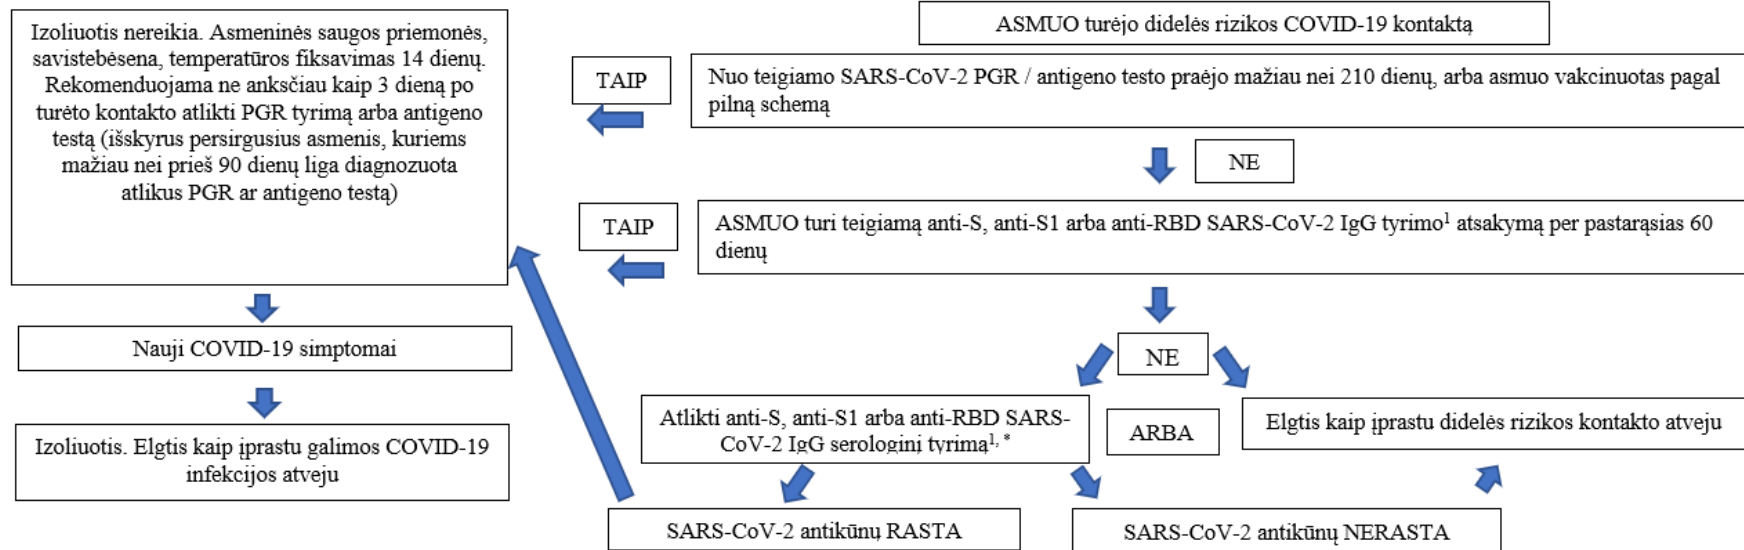 ASMUO turėjo didelės rizikos COVID-19 kontaktą
Nuo teigiamo SARS-CoV-2 PGR / antigeno testo praėjo mažiau nei 210 dienų, arba asmuo vakcinuotas pagal
pilną schemą
TAIP
Izoliuotis nereikia. Asmeninės saugos priemonės,
savistebėsena, temperatūros fiksavimas 14 dienų.
Rekomenduojama ne anksčiau kaip 3 dieną po
turėto kontakto atlikti PGR tyrimą arba antigeno
testą (išskyrus persirgusius asmenis, kuriems
mažiau nei prieš 90 dienų liga diagnozuota
atlikus PGR ar antigeno testą)
NE
ASMUO turi teigiamą anti-S, anti-S1 arba anti-RBD SARS-CoV-2 IgG tyrimo¹ atsakymą per pastarąsias 60
dienų
TAIP
Nauji COVID-19 simptomai
Izoliuotis. Elgtis kaip įprastu galimos COVID-19
infekcijos atveju
NE
Atlikti anti-S, anti-S1 arba anti-RBD SARS-
CoV-2 IgG serologinį tyrimą¹, *
ARBA
Elgtis kaip įprastu didelės rizikos kontakto atveju
SARS-CoV-2 antikūnų RASTA
SARS-CoV-2 antikūnų NERASTA